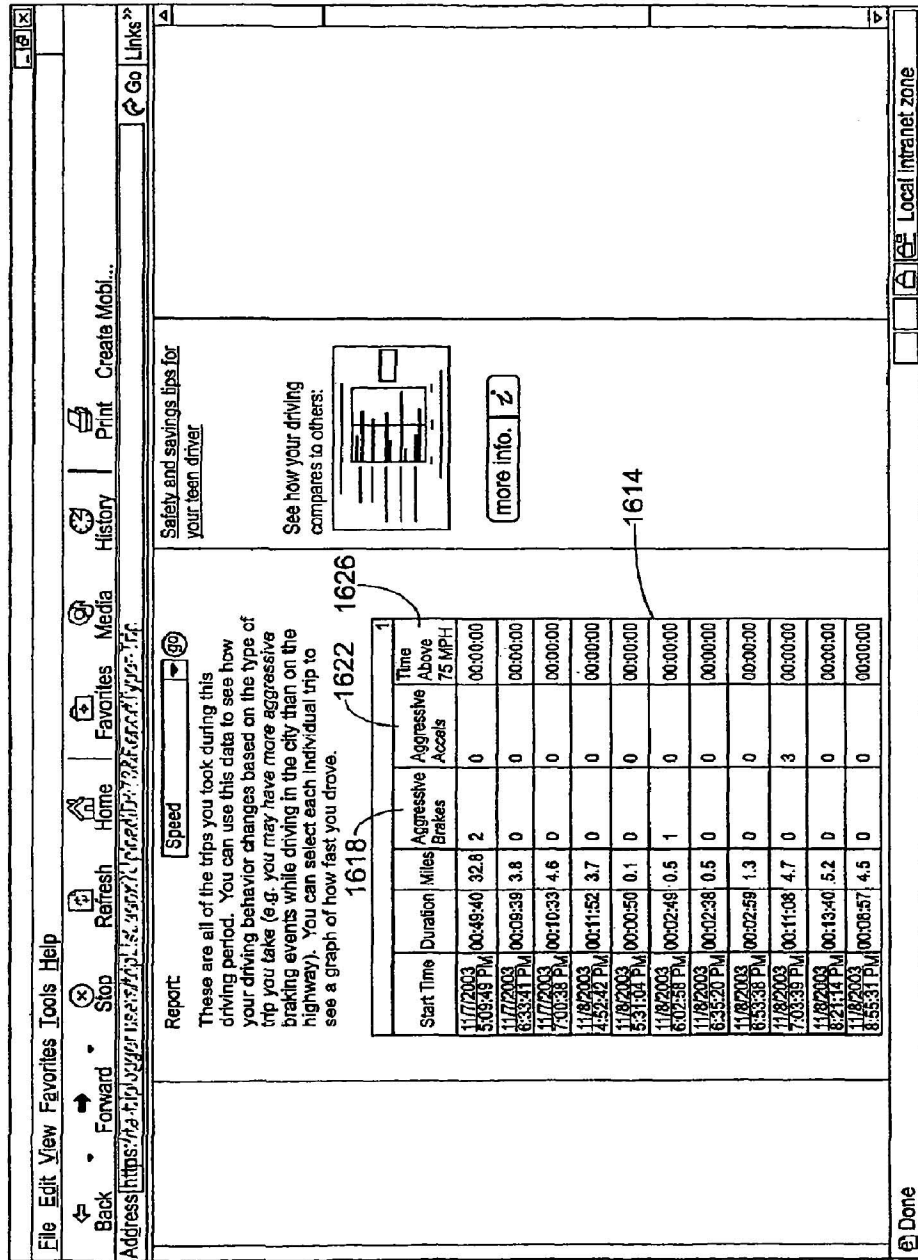 File Edit View Favorites Tools Help
Back Forward Stop Refresh Home Favorites Media History Print Create Mobi...
Address https:// Go Links»
Report: Speed go
These are all of the trips you took during this
driving period. You can use this data to see how
your driving behavior changes based on the type of
trip you take (e.g. you may have more aggressive
braking events while driving in the city than on the
highway). You can select each individual trip to
see a graph of how fast you drove.
1618 1622 1626
1
Start Time Duration Miles Aggressive Brakes Aggressive Accals Time Above 75 MPH
11/7/2003 5:09:49 PM 00:49:40 32.8 2 0 00:00:00
11/7/2003 6:33:41 PM 00:09:39 3.8 0 0 00:00:00
11/7/2003 7:00:38 PM 00:10:33 4.6 0 0 00:00:00
11/8/2003 4:52:42 PM 00:11:52 3.7 0 0 00:00:00
11/8/2003 5:31:04 PM 00:00:50 0.1 0 0 00:00:00
11/8/2003 6:02:58 PM 00:02:49 0.5 1 0 00:00:00
11/8/2003 6:35:20 PM 00:02:38 0.5 0 0 00:00:00
11/8/2003 6:53:38 PM 00:02:59 1.3 0 0 00:00:00
11/8/2003 7:03:39 PM 00:11:08 4.7 0 3 00:00:00
11/8/2003 8:21:14 PM 00:13:40 5.2 0 0 00:00:00
11/8/2003 8:55:31 PM 00:08:57 4.5 0 0 00:00:00
1614
Safety and savings tips for
your teen driver
See how your driving
compares to others:
more info. i
Done Local intranet zone